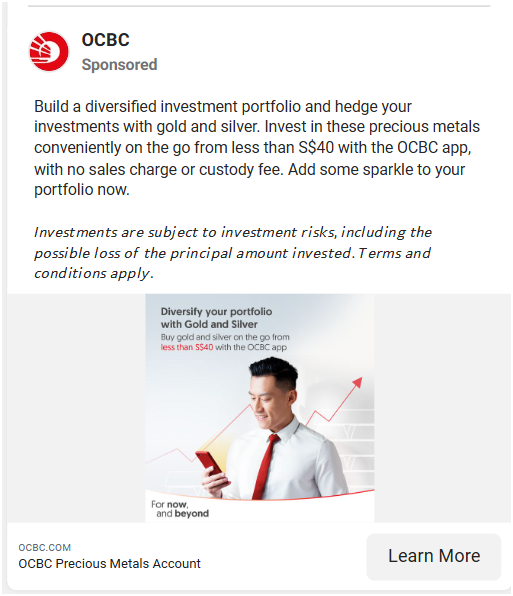 OCBC
Sponsored
Build a diversified investment portfolio and hedge your
investments with gold and silver. Invest in these precious metals
conveniently on the go from less than S$40 with the OCBC app,
with no sales charge or custody fee. Add some sparkle to your
portfolio now.
Investments are subject to investment risks, including the
possible loss of the principal amount invested. Terms and
conditions apply.
Diversify your portfolio
with Gold and Silver
Buy gold and silver on the go from
less than S$40 with the OCBC app
For now,
and beyond
OCBC.COM
OCBC Precious Metals Account
Learn More